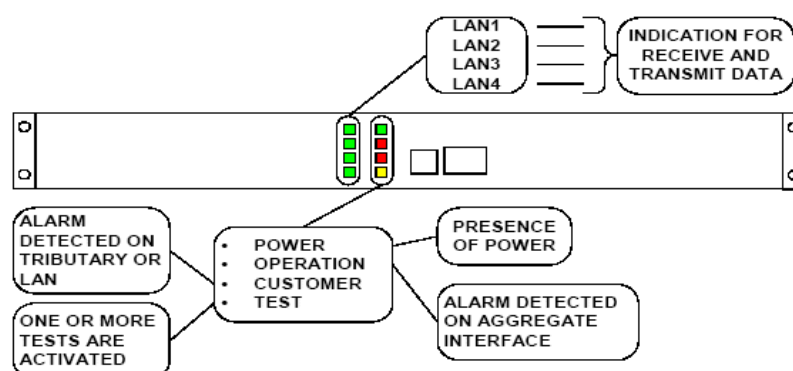 LAN1
LAN2
LAN3
LAN4
INDICATION FOR
RECEIVE AND
TRANSMIT DATA
ALARM
DETECTED ON
TRIBUTARY OR
LAN
• POWER
• OPERATION
• CUSTOMER
• TEST
PRESENCE
OF POWER
ONE OR MORE
TESTS ARE
ACTIVATED
ALARM DETECTED
ON AGGREGATE
INTERFACE